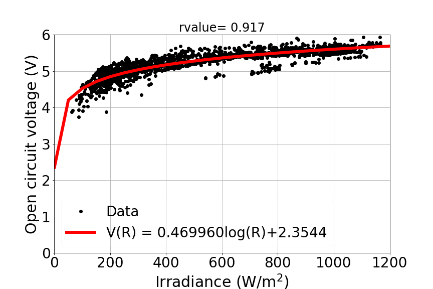 rvalue= 0.917
6
5
4
3
2
1
0
Open circuit voltage (V)
Data
V(R) = 0.469960log(R)+2.3544
0 200 400 600 800 1000 1200
Irradiance (W/m²)